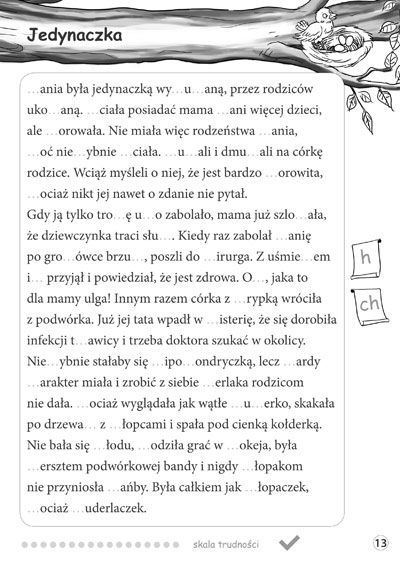 Jedynaczka
…ania była jedynaczką wy…u…aną, przez rodziców
uko…aną. …ciała posiadać mama …ani więcej dzieci,
ale …orowała. Nie miała więc rodzeństwa …ania,
…oć nie…ybnie …ciała. …u…ali i dmu…ali na córkę
rodzice. Wciąż myśleli o niej, że jest bardzo …orowita,
…ociaż nikt jej nawet o zdanie nie pytał.
Gdy ją tylko tro…ę u…o zabolało, mama już szlo…ała,
że dziewczynka traci słu…. Kiedy raz zabolał …anię
po gro…ówce brzu…, poszli do …irurga. Z uśmie…em
i… przyjął i powiedział, że jest zdrowa. O…, jaka to
dla mamy ulga! Innym razem córka z …rypką wróciła
z podwórka. Już jej tata wpadł w …isterię, że się dorobiła
infekcji t…awicy i trzeba doktora szukać w okolicy.
Nie…ybnie stałaby się …ipo…ondryczką, lecz …ardy
…arakter miała i zrobić z siebie …erlaka rodzicom
nie dała. …ociaż wyglądała jak wątłe …u…erko, skakała
po drzewa… z …łopcami i spała pod cienką kołderką.
Nie bała się …łodu, …odziła grać w …okeja, była
…ersztem podwórkowej bandy i nigdy …łopakom
nie przyniosła …ańby. Była całkiem jak …łopaczek,
…ociaż …uderlaczek.
h
ch
skala trudności
13